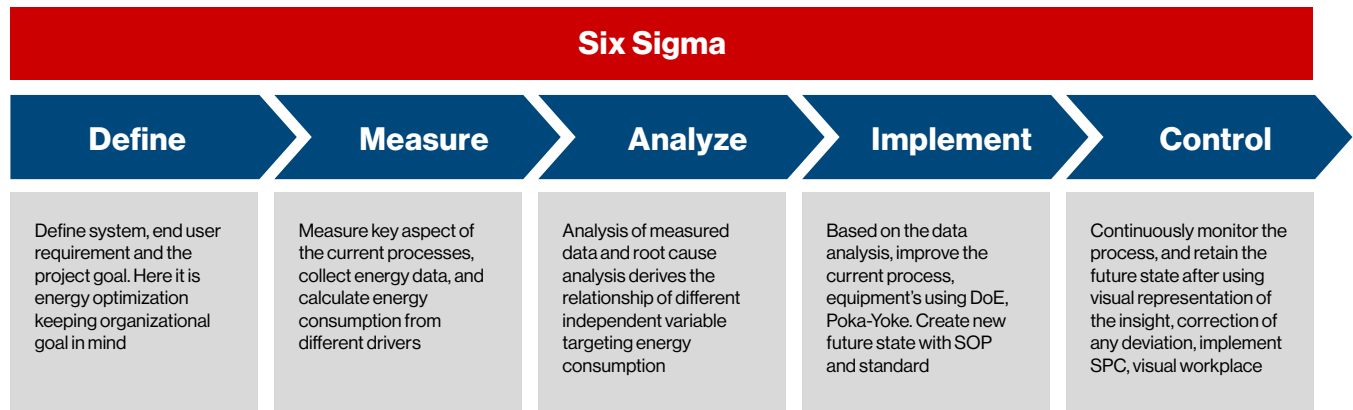 Six Sigma
Define
Measure
Analyze
Implement
Control
Define system, end user
requirement and the
project goal. Here it is
energy optimization
keeping organizational
goal in mind
Measure key aspect of
the current processes,
collect energy data, and
calculate energy
consumption from
different drivers
Analysis of measured
data and root cause
analysis derives the
relationship of different
independent variable
targeting energy
consumption
Based on the data
analysis, improve the
current process,
equipment's using DoE,
Poka-Yoke. Create new
future state with SOP
and standard
Continuously monitor the
process, and retain the
future state after using
visual representation of
the insight, correction of
any deviation, implement
SPC, visual workplace